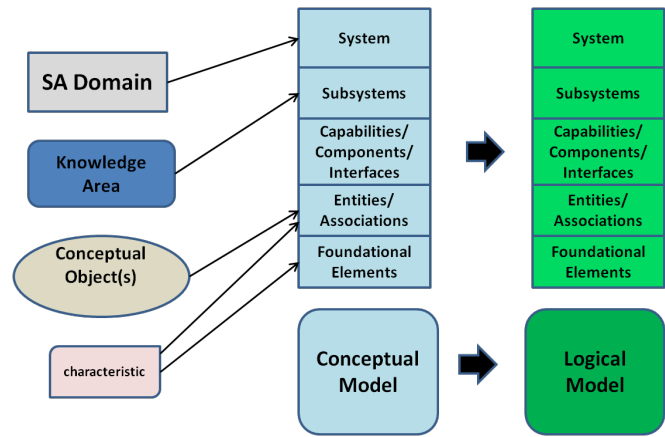 SA Domain
Knowledge
Area
Conceptual
Object(s)
characteristic
System
Subsystems
Capabilities/
Components/
Interfaces
Entities/
Associations
Foundational
Elements
Conceptual
Model
System
Subsystems
Capabilities/
Components/
Interfaces
Entities/
Associations
Foundational
Elements
Logical
Model